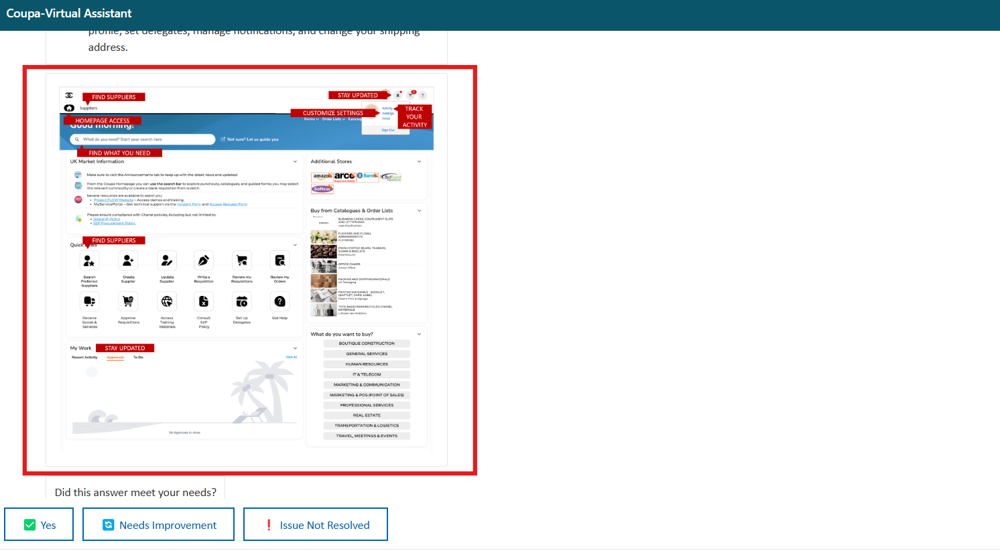 Coupa-Virtual Assistant
profile, set delegates, manage notifications, and change your shipping
address.
FIND SUPPLIERS
STAY UPDATED
Suppliers
CUSTOMIZE SETTINGS
Activity
Settings
TRACK
YOUR
ACTIVITY
HOMEPAGE ACCESS
Forms
Order Lists
Sign Out
Good morning!
What do you need? Start your search here
Not sure? Let us guide you
FIND WHAT YOU NEED
UK Market Information
Make sure to visit the Announcements tab to keep up with the latest news and updates!
From the Coupa Homepage you can use the search bar to explore punchouts, catalogues, and guided forms; you may select
the relevant commodity or create a blank requisition from scratch.
Several resources are available to assist you:
• Project FLOW Website – Access demos and training.
• MyServicePortal – Get technical support via the Incident Form and Access Request Form
Please ensure compliance with Chanel policies, including but not limited to:
• Global IP Policy
• S2P Procurement Policy.
FIND SUPPLIERS
Quick Links
Search
Preferred
Suppliers
Create
Supplier
Update
Supplier
Write a
Requisition
Review my
Requisitions
Review my
Orders
Receive
Goods &
Services
Approve
Requisitions
Access
Training
Materials
Consult
S2P
Policy
Set Up
Delegates
Get Help
My Work
STAY UPDATED
Recent Activity
Approvals
To Do
View All
No Approvals to show
Additional Stores
amazon
arco
Experts in Safety
Bidfood
Softcat
Buy from Catalogues & Order Lists
BUSINESS CARDS, COMPLIMENT SLIPS
AND LETTERHEAD
FLOWERS AND FLORAL
ARRANGEMENTS
FRESH COFFEE BEANS, TEABAGS,
SUGAR & BISCUITS
OFFICE CHAIRS
Action Office
PACKING AND SHIPPING MATERIALS
UK Packaging
PRINTED MATERIALS - BOOKLET,
LEAFTLET, CARD, LABEL
TOTE BAGS FROM RECYCLED CHANEL
MATERIALS
What do you want to buy?
BOUTIQUE CONSTRUCTION
GENERAL SERVICES
HUMAN RESOURCES
IT & TELECOM
MARKETING & COMMUNICATION
MARKETING & POS (POINT OF SALES)
PROFESSIONAL SERVICES
REAL ESTATE
TRANSPORTATION & LOGISTICS
TRAVEL, MEETINGS & EVENTS
Did this answer meet your needs?
Yes
Needs Improvement
Issue Not Resolved